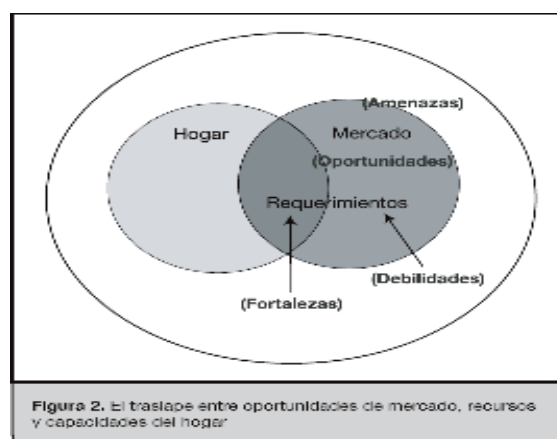 (Amenazas)
Hogar
Mercado
(Oportunidades)
Requerimientos
(Debilidades)
(Fortalezas)
Figura 2. El traslape entre oportunidades de mercado, recursos
y capacidades del hogar